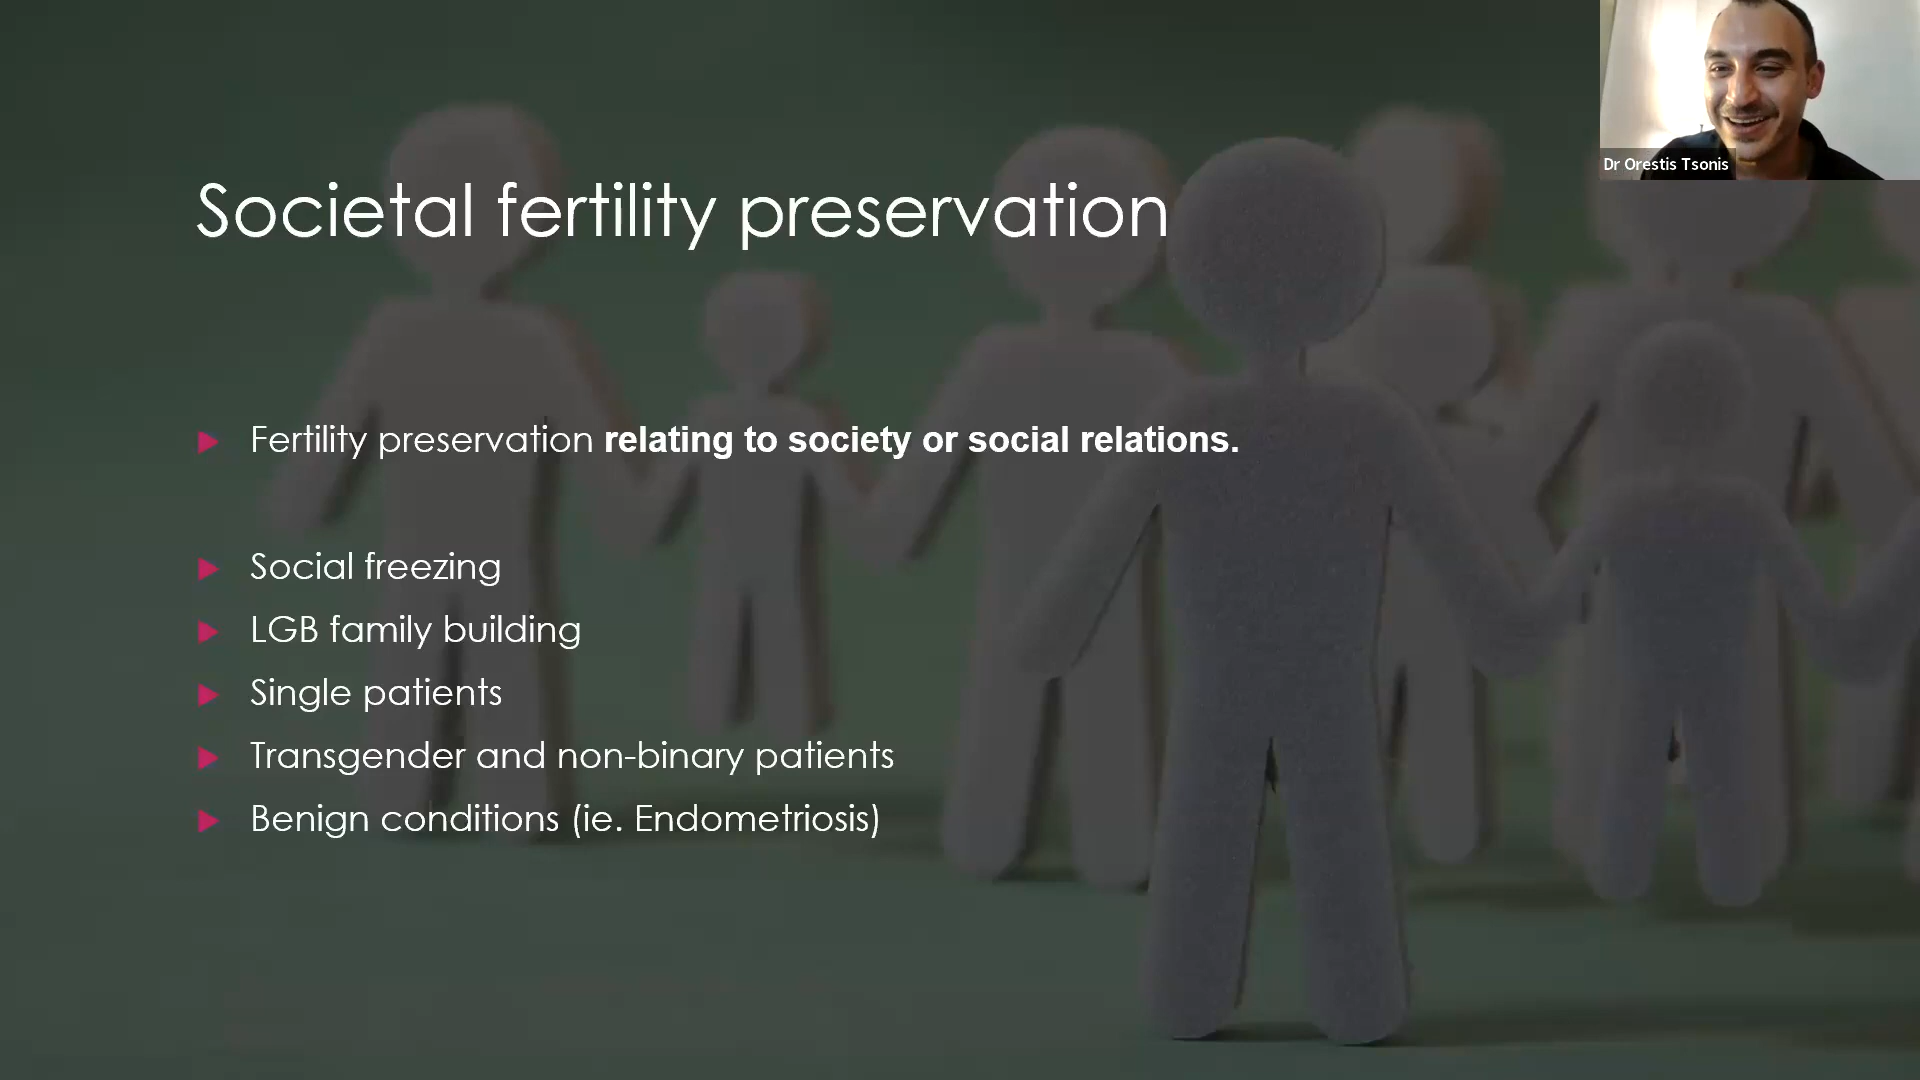 Dr Orestis Tsonis
Societal fertility preservation
Fertility preservation relating to society or social relations.
Social freezing
LGB family building
Single patients
Transgender and non-binary patients
Benign conditions (ie. Endometriosis)